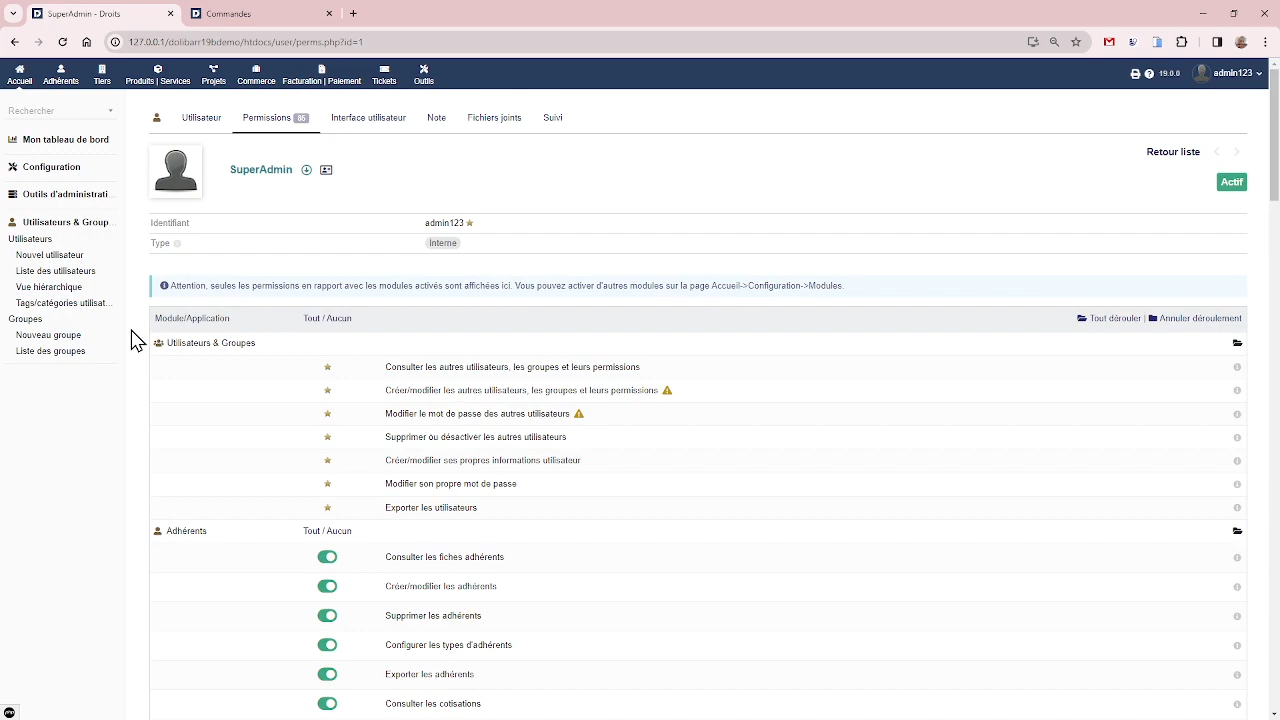 SuperAdmin - Droits
Commandes
127.0.0.1/dolibarr19bdemo/htdocs/user/perms.php?id=1
Accueil
Adhérents
Tiers
Produits | Services
Projets
Commerce
Facturation | Paiement
Tickets
Outils
19.0.0
admin123
Rechercher
Mon tableau de bord
Configuration
Outils d'administrati...
Utilisateurs & Group...
Utilisateurs
Nouvel utilisateur
Liste des utilisateurs
Vue hiérarchique
Tags/catégories utilisat...
Groupes
Nouveau groupe
Liste des groupes
Utilisateur
Permissions 86
Interface utilisateur
Note
Fichiers joints
Suivi
Retour liste
SuperAdmin
Actif
Identifiant
admin123
Type
Interne
Attention, seules les permissions en rapport avec les modules activés sont affichées ici. Vous pouvez activer d'autres modules sur la page Accueil->Configuration->Modules.
Module/Application
Tout / Aucun
Tout dérouler | Annuler déroulement
Utilisateurs & Groupes
Consulter les autres utilisateurs, les groupes et leurs permissions
Créer/modifier les autres utilisateurs, les groupes et leurs permissions
Modifier le mot de passe des autres utilisateurs
Supprimer ou désactiver les autres utilisateurs
Créer/modifier ses propres informations utilisateur
Modifier son propre mot de passe
Exporter les utilisateurs
Adhérents
Tout / Aucun
Consulter les fiches adhérents
Créer/modifier les adhérents
Supprimer les adhérents
Configurer les types d'adhérents
Exporter les adhérents
Consulter les cotisations
php